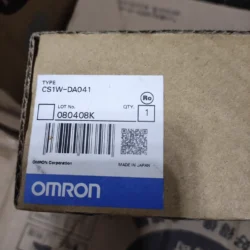 TYPE
CS1W-DA041
LOT No.
QTY.
080408K
1
OMRON Corporation
MADE IN JAPAN
OMRON